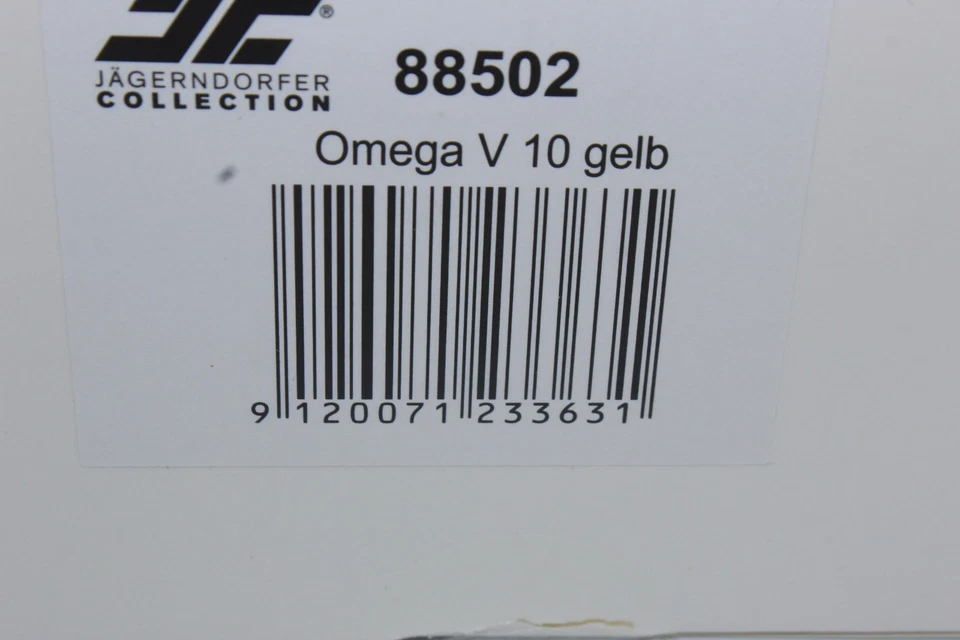 ®
JÄGERNDORFER
COLLECTION
88502
Omega V 10 gelb
9 120071 233631